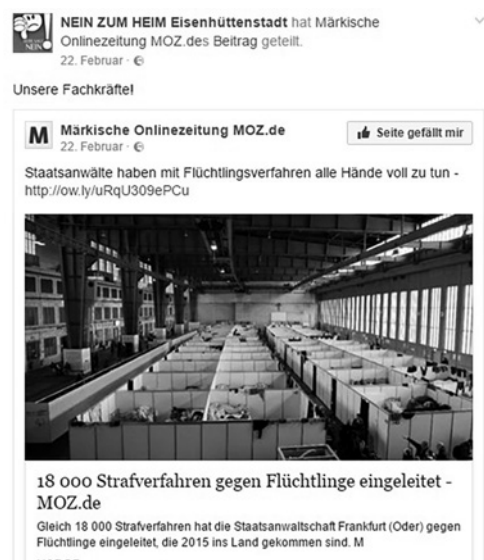 NEIN ZUM HEIM Eisenhüttenstadt hat Märkische
Onlinezeitung MOZ.des Beitrag geteilt.
22. Februar ·
Unsere Fachkräfte!
M
Märkische Onlinezeitung MOZ.de
22. Februar ·
Seite gefällt mir
Staatsanwälte haben mit Flüchtlingsverfahren alle Hände voll zu tun -
http://ow.ly/uRqU309ePCu
18 000 Strafverfahren gegen Flüchtlinge eingeleitet -
MOZ.de
Gleich 18 000 Strafverfahren hat die Staatsanwaltschaft Frankfurt (Oder) gegen
Flüchtlinge eingeleitet, die 2015 ins Land gekommen sind. M